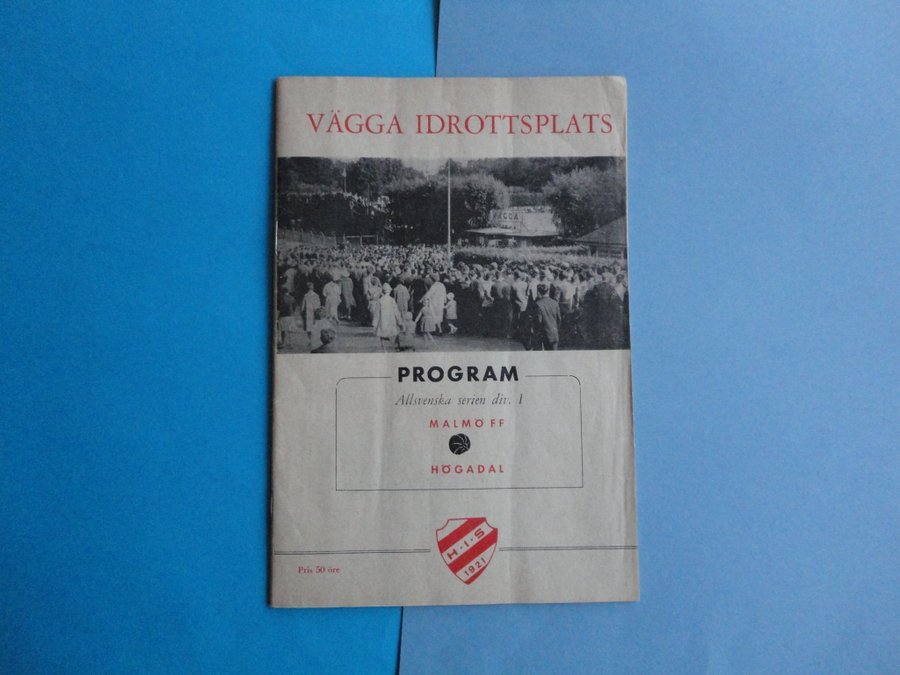 VÄGGA IDROTTSPLATS
VÄGGA
PROGRAM
Allsvenska serien div. I
MALMÖ FF
HÖGADAL
H·I·S
1921
Pris 50 öre